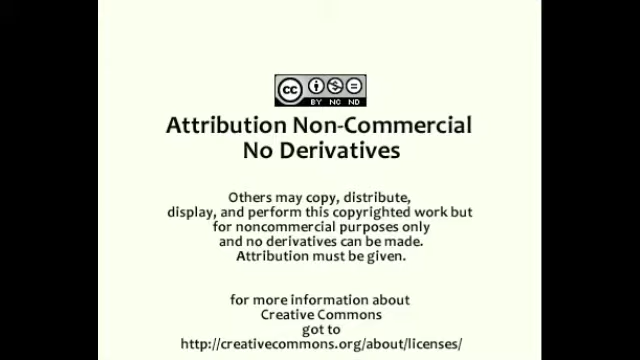 cc
BY NC ND
Attribution Non-Commercial
No Derivatives
Others may copy, distribute,
display, and perform this copyrighted work but
for noncommercial purposes only
and no derivatives can be made.
Attribution must be given.
for more information about
Creative Commons
got to
http://creativecommons.org/about/licenses/